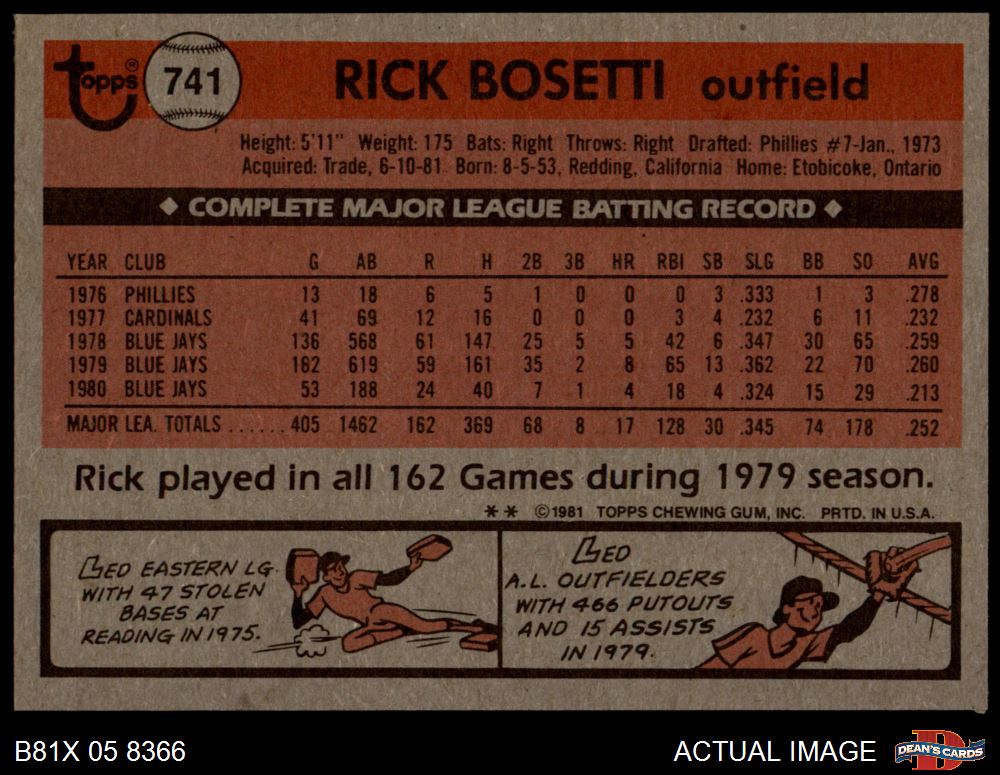 topps®
741
RICK BOSETTI outfield
Height: 5'11" Weight: 175 Bats: Right Throws: Right Drafted: Phillies #7-Jan., 1973
Acquired: Trade, 6-10-81 Born: 8-5-53, Redding, California Home: Etobicoke, Ontario
◆ COMPLETE MAJOR LEAGUE BATTING RECORD ◆
YEAR CLUB G AB R H 2B 3B HR RBI SB SLG BB SO AVG
1976 PHILLIES 13 18 6 5 1 0 0 0 3 .333 1 3 .278
1977 CARDINALS 41 69 12 16 0 0 0 3 4 .232 6 11 .232
1978 BLUE JAYS 136 568 61 147 25 5 5 42 6 .347 30 65 .259
1979 BLUE JAYS 162 619 59 161 35 2 8 65 13 .362 22 70 .260
1980 BLUE JAYS 53 188 24 40 7 1 4 18 4 .324 15 29 .213
MAJOR LEA. TOTALS ...... 405 1462 162 369 68 8 17 128 30 .345 74 178 .252
Rick played in all 162 Games during 1979 season.
** ©1981 TOPPS CHEWING GUM, INC. PRTD. IN U.S.A.
LED EASTERN LG.
WITH 47 STOLEN
BASES AT
READING IN 1975.
LED
A.L. OUTFIELDERS
WITH 466 PUTOUTS
AND 15 ASSISTS
IN 1979.
B81X 05 8366
ACTUAL IMAGE
DEAN'S CARDS